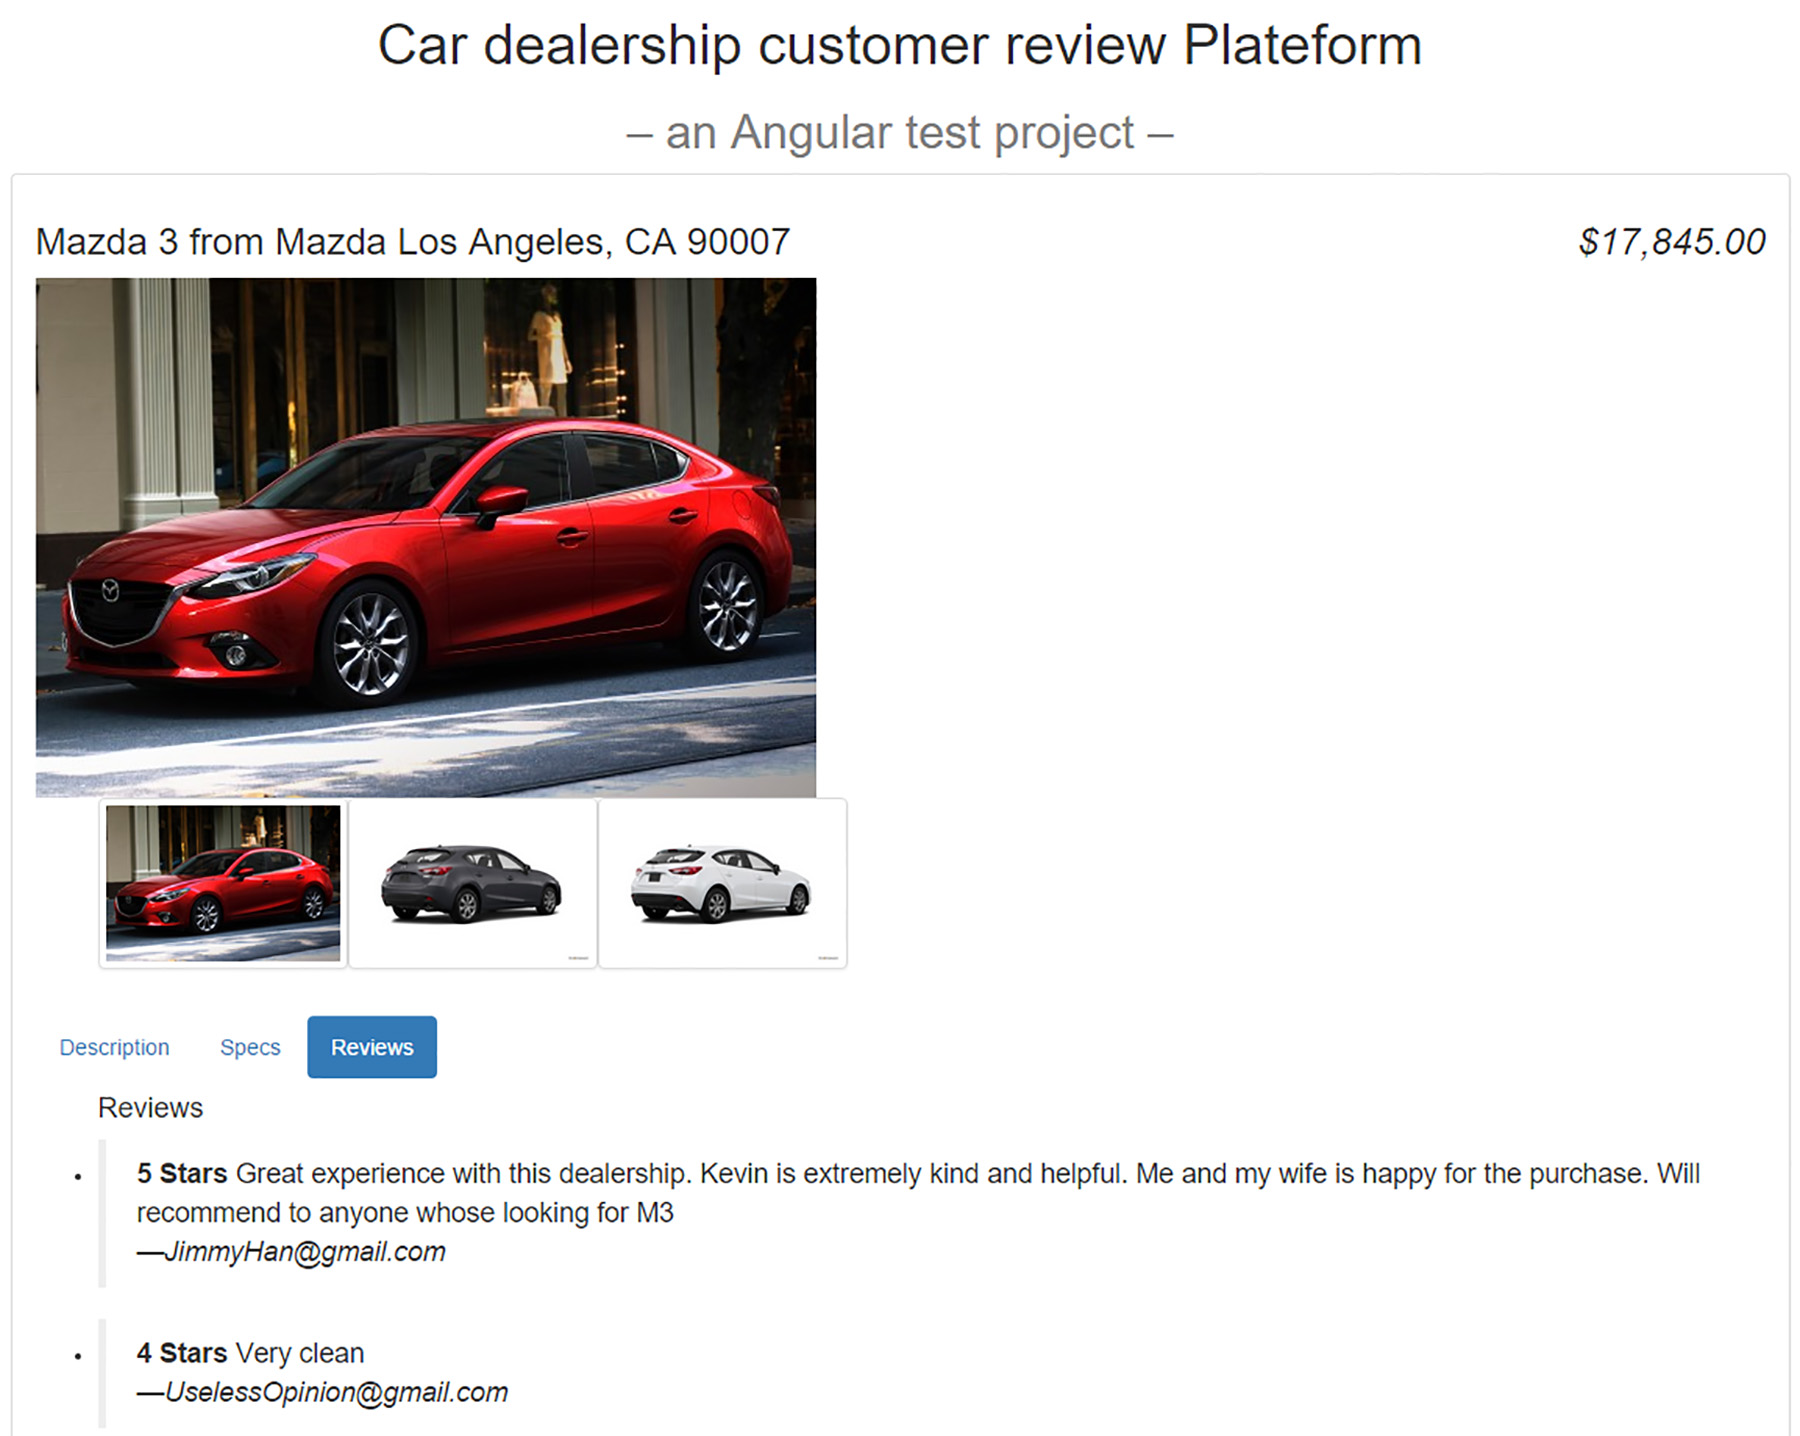 Car dealership customer review Plateform
– an Angular test project –
Mazda 3 from Mazda Los Angeles, CA 90007
$17,845.00
Description
Specs
Reviews
Reviews
5 Stars Great experience with this dealership. Kevin is extremely kind and helpful. Me and my wife is happy for the purchase. Will
recommend to anyone whose looking for M3
—JimmyHan@gmail.com
4 Stars Very clean
—UselessOpinion@gmail.com